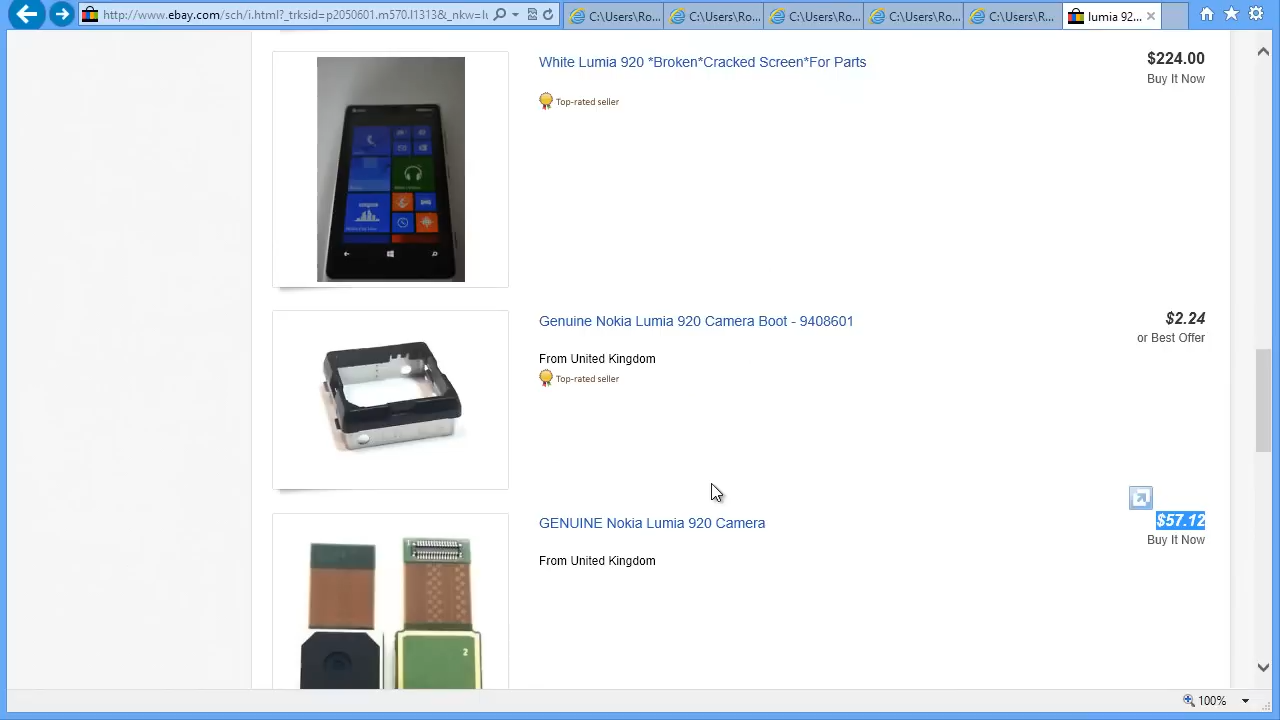 http://www.ebay.com/sch/i.html?_trksid=p2050601.m570.l1313&_nkw=lu
C:\Users\Ro...
C:\Users\Ro...
C:\Users\Ro...
C:\Users\Ro...
C:\Users\R...
lumia 92...
White Lumia 920 *Broken*Cracked Screen*For Parts
$224.00
Buy It Now
Top-rated seller
Genuine Nokia Lumia 920 Camera Boot - 9408601
$2.24
or Best Offer
From United Kingdom
Top-rated seller
GENUINE Nokia Lumia 920 Camera
$57.12
Buy It Now
From United Kingdom
2
100%